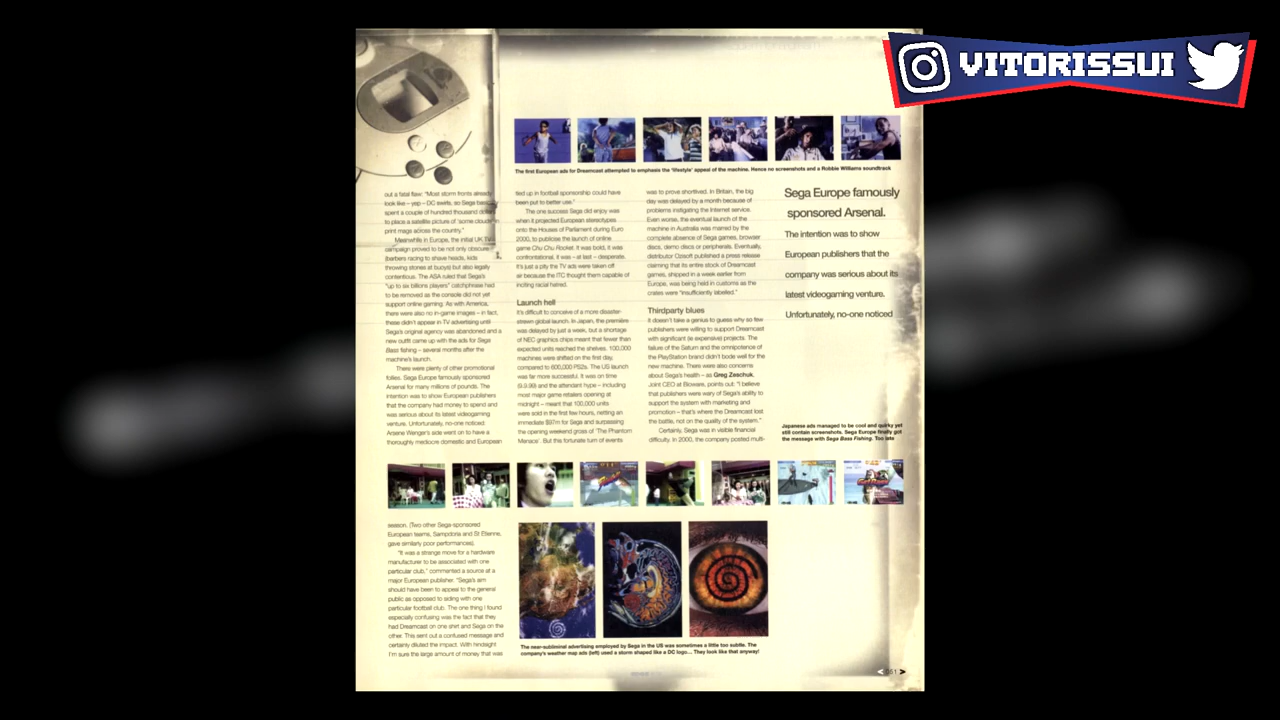 VITORISSUI
The first European ads for Dreamcast attempted to emphasis the 'lifestyle' appeal of the machine. Hence no screenshots and a Robbie Williams soundtrack
out a fatal flaw: "Most storm fronts already
look like – yep – DC swirls, so Sega basically
spent a couple of hundred thousand dollars
to place a satellite picture of 'some clouds' in
print mags across the country."
Meanwhile in Europe, the initial UK TV
campaign proved to be not only obscure
(barbers racing to shave heads, kids
throwing stones at buoys) but also legally
contentious. The ASA ruled that Sega's
"up to six billions players" catchphrase had
to be removed as the console did not yet
support online gaming. As with America,
there were also no in-game images – in fact,
these didn't appear in TV advertising until
Sega's original agency was abandoned and a
new outfit came up with the ads for Sega
Bass fishing – several months after the
machine's launch.
There were plenty of other promotional
follies. Sega Europe famously sponsored
Arsenal for many millions of pounds. The
intention was to show European publishers
that the company had money to spend and
was serious about its latest videogaming
venture. Unfortunately, no-one noticed:
Arsene Wenger's side went on to have a
thoroughly mediocre domestic and European
season. (Two other Sega-sponsored
European teams, Sampdoria and St Etienne,
gave similarly poor performances).
"It was a strange move for a hardware
manufacturer to be associated with one
particular club," commented a source at a
major European publisher. "Sega's aim
should have been to appeal to the general
public as opposed to siding with one
particular football club. The one thing I found
especially confusing was the fact that they
had Dreamcast on one shirt and Saga on the
other. This sent out a confused message and
certainly diluted the impact. With hindsight
I'm sure the large amount of money that was
tied up in football sponsorship could have
been put to better use."
The one success Sega did enjoy was
when it projected European stereotypes
onto the Houses of Parliament during Euro
2000, to publicise the launch of online
game Chu Chu Rocket. It was bold, it was
confrontational, it was – at last – desperate.
It's just a pity the TV ads were taken off
air because the ITC thought them capable of
inciting racial hatred.
Launch hell
It's difficult to conceive of a more disaster-
strewn global launch. In Japan, the première
was delayed by just a week, but a shortage
of NEC graphics chips meant that fewer than
expected units reached the shelves. 100,000
machines were shifted on the first day,
compared to 600,000 PS2s. The US launch
was far more successful. It was on time
(9.9.99) and the attendant hype – including
most major game retailers opening at
midnight – meant that 100,000 units
were sold in the first few hours, netting an
immediate $97m for Sega and surpassing
the opening weekend gross of 'The Phantom
Menace'. But the fortunate turn of events
was to prove shortlived. In Britain, the big
day was delayed by a month because of
problems instigating the Internet service.
Even worse, the eventual launch of the
machine in Australia was marred by the
complete absence of Sega games, browser
discs, demo discs or peripherals. Eventually,
distributor Ozisoft published a press release
claiming that its entire stock of Dreamcast
games, shipped in a week earlier from
Europe, was being held in customs as the
crates were "insufficiently labelled."
Thirdparty blues
It doesn't take a genius to guess why so few
publishers were willing to support Dreamcast
with significant (ie expensive) projects. The
failure of the Saturn and the omnipotence of
the PlayStation brand didn't bode well for the
new machine. There were also concerns
about Sega's health – as Greg Zeschuk,
Joint CEO at Bioware, points out: "I believe
that publishers were wary of Sega's ability to
support the system with marketing and
promotion – that's where the Dreamcast lost
the battle, not on the quality of the system."
Certainly, Sega was in visible financial
difficulty. In 2000, the company posted multi-
Sega Europe famously
sponsored Arsenal.
The intention was to show
European publishers that the
company was serious about its
latest videogaming venture.
Unfortunately, no-one noticed
Japanese ads managed to be cool and quirky yet
still contain screenshots. Sega Europe finally got
the message with Sega Bass Fishing. Too late
The near-subliminal advertising employed by Sega in the US was sometimes a little too subtle. The
company's weather map ads (left) used a storm shaped like a DC logo... They look like that anyway!
051